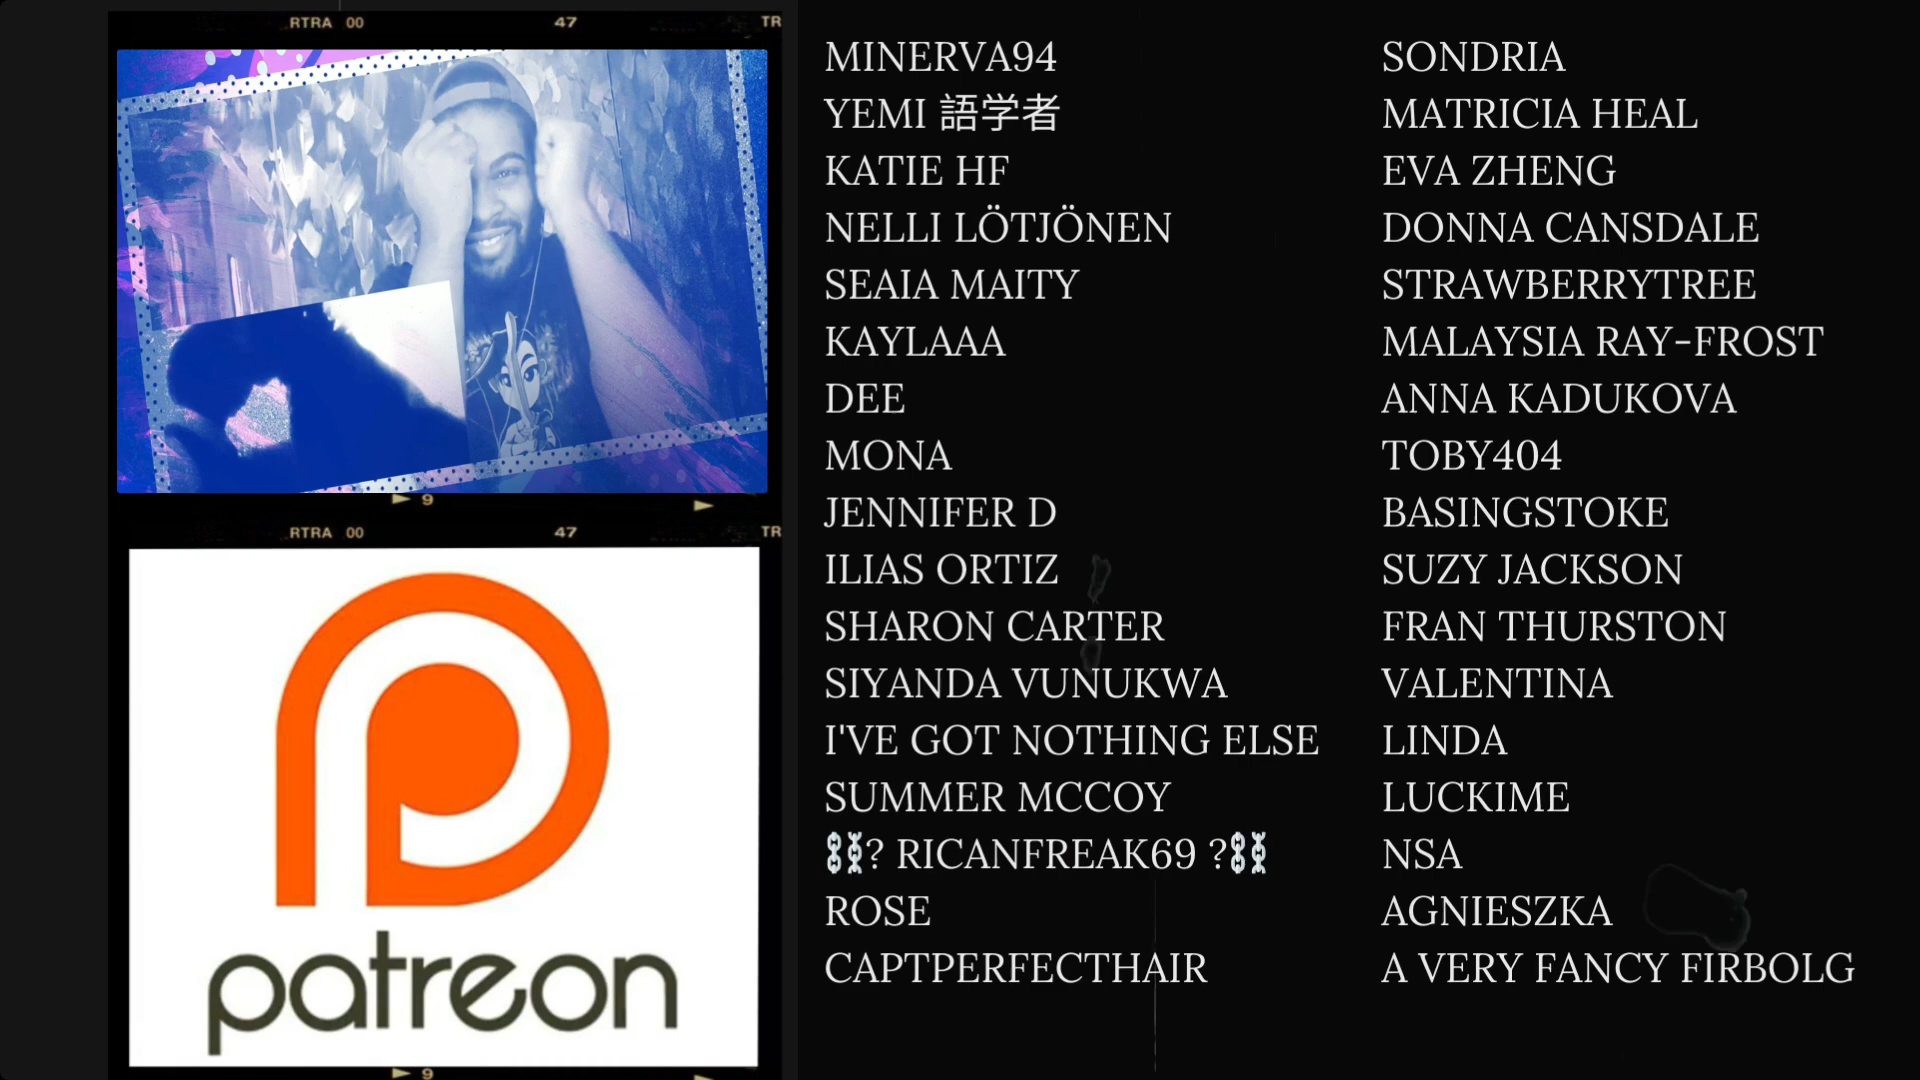 RTRA 00 47 TR
▶ 9
RTRA 00 47 TR
patreon
▶ 9
MINERVA94
YEMI 語学者
KATIE HF
NELLI LÖTJÖNEN
SEAIA MAITY
KAYLAAA
DEE
MONA
JENNIFER D
ILIAS ORTIZ
SHARON CARTER
SIYANDA VUNUKWA
I'VE GOT NOTHING ELSE
SUMMER MCCOY
⛓⛓? RICANFREAK69 ?⛓⛓
ROSE
CAPTPERFECTHAIR
SONDRIA
MATRICIA HEAL
EVA ZHENG
DONNA CANSDALE
STRAWBERRYTREE
MALAYSIA RAY-FROST
ANNA KADUKOVA
TOBY404
BASINGSTOKE
SUZY JACKSON
FRAN THURSTON
VALENTINA
LINDA
LUCKIME
NSA
AGNIESZKA
A VERY FANCY FIRBOLG